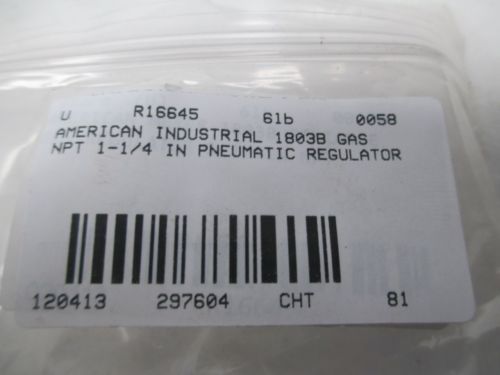 U R16645 61b 0058
AMERICAN INDUSTRIAL 1803B GAS
NPT 1-1/4 IN PNEUMATIC REGULATOR
120413 297604 CHT 81